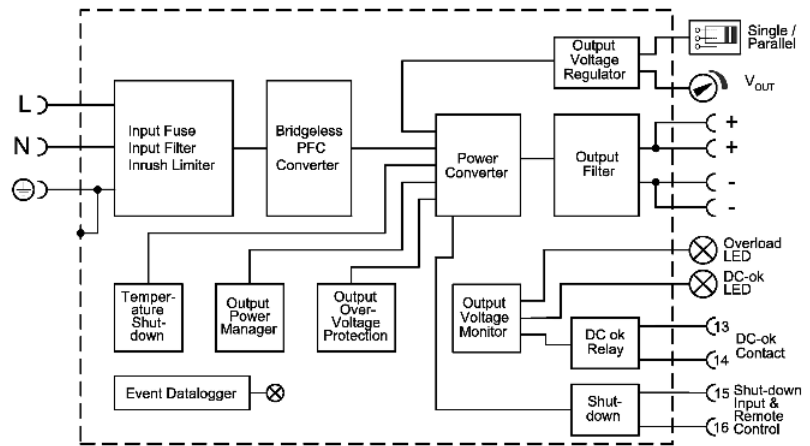 Single /
Parallel
Output
Voltage
Regulator
VOUT
L
N
Input Fuse
Input Filter
Inrush Limiter
Bridgeless
PFC
Converter
Power
Converter
Output
Filter
+
+
-
-
Overload
LED
DC-ok
LED
Temper-
ature
Shut-
down
Output
Power
Manager
Output
Over-
Voltage
Protection
Output
Voltage
Monitor
DC ok
Relay
13
14
DC-ok
Contact
Event Datalogger
Shut-
down
15
16
Shut-down
Input &
Remote
Control